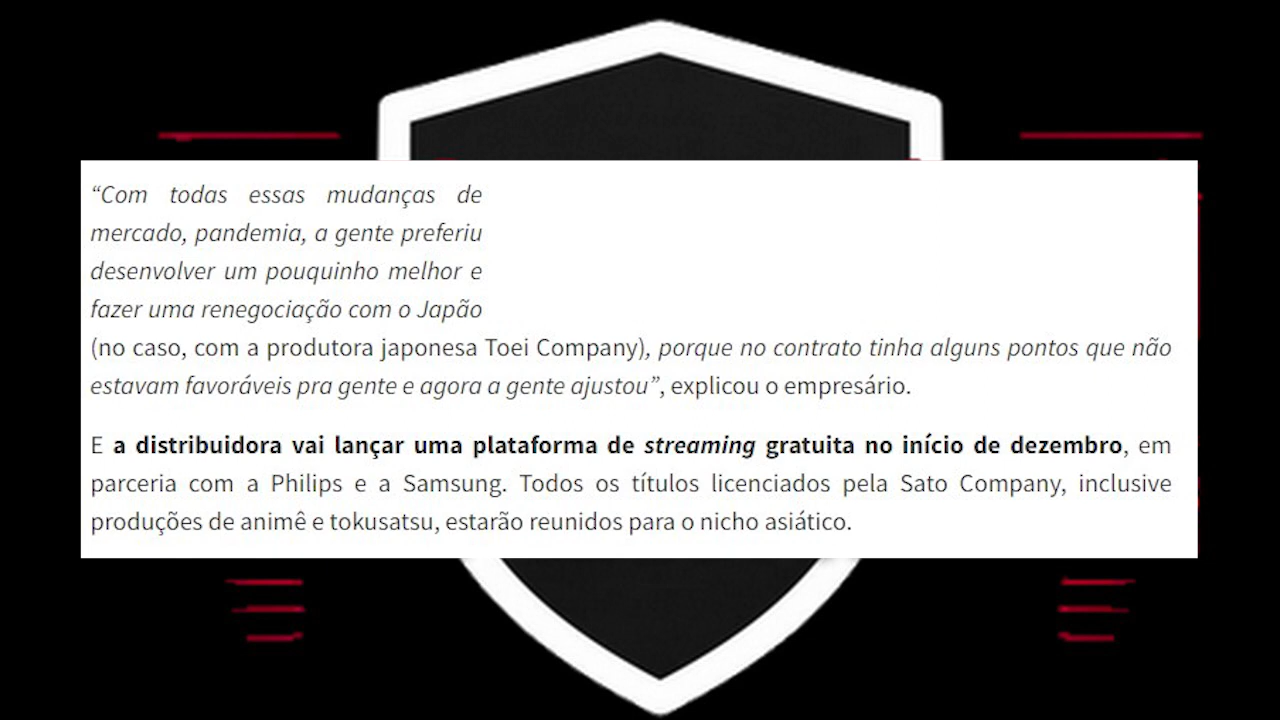 “Com todas essas mudanças de
mercado, pandemia, a gente preferiu
desenvolver um pouquinho melhor e
fazer uma renegociação com o Japão
(no caso, com a produtora japonesa Toei Company), porque no contrato tinha alguns pontos que não
estavam favoráveis pra gente e agora a gente ajustou”, explicou o empresário.
E a distribuidora vai lançar uma plataforma de streaming gratuita no início de dezembro, em
parceria com a Philips e a Samsung. Todos os títulos licenciados pela Sato Company, inclusive
produções de animê e tokusatsu, estarão reunidos para o nicho asiático.